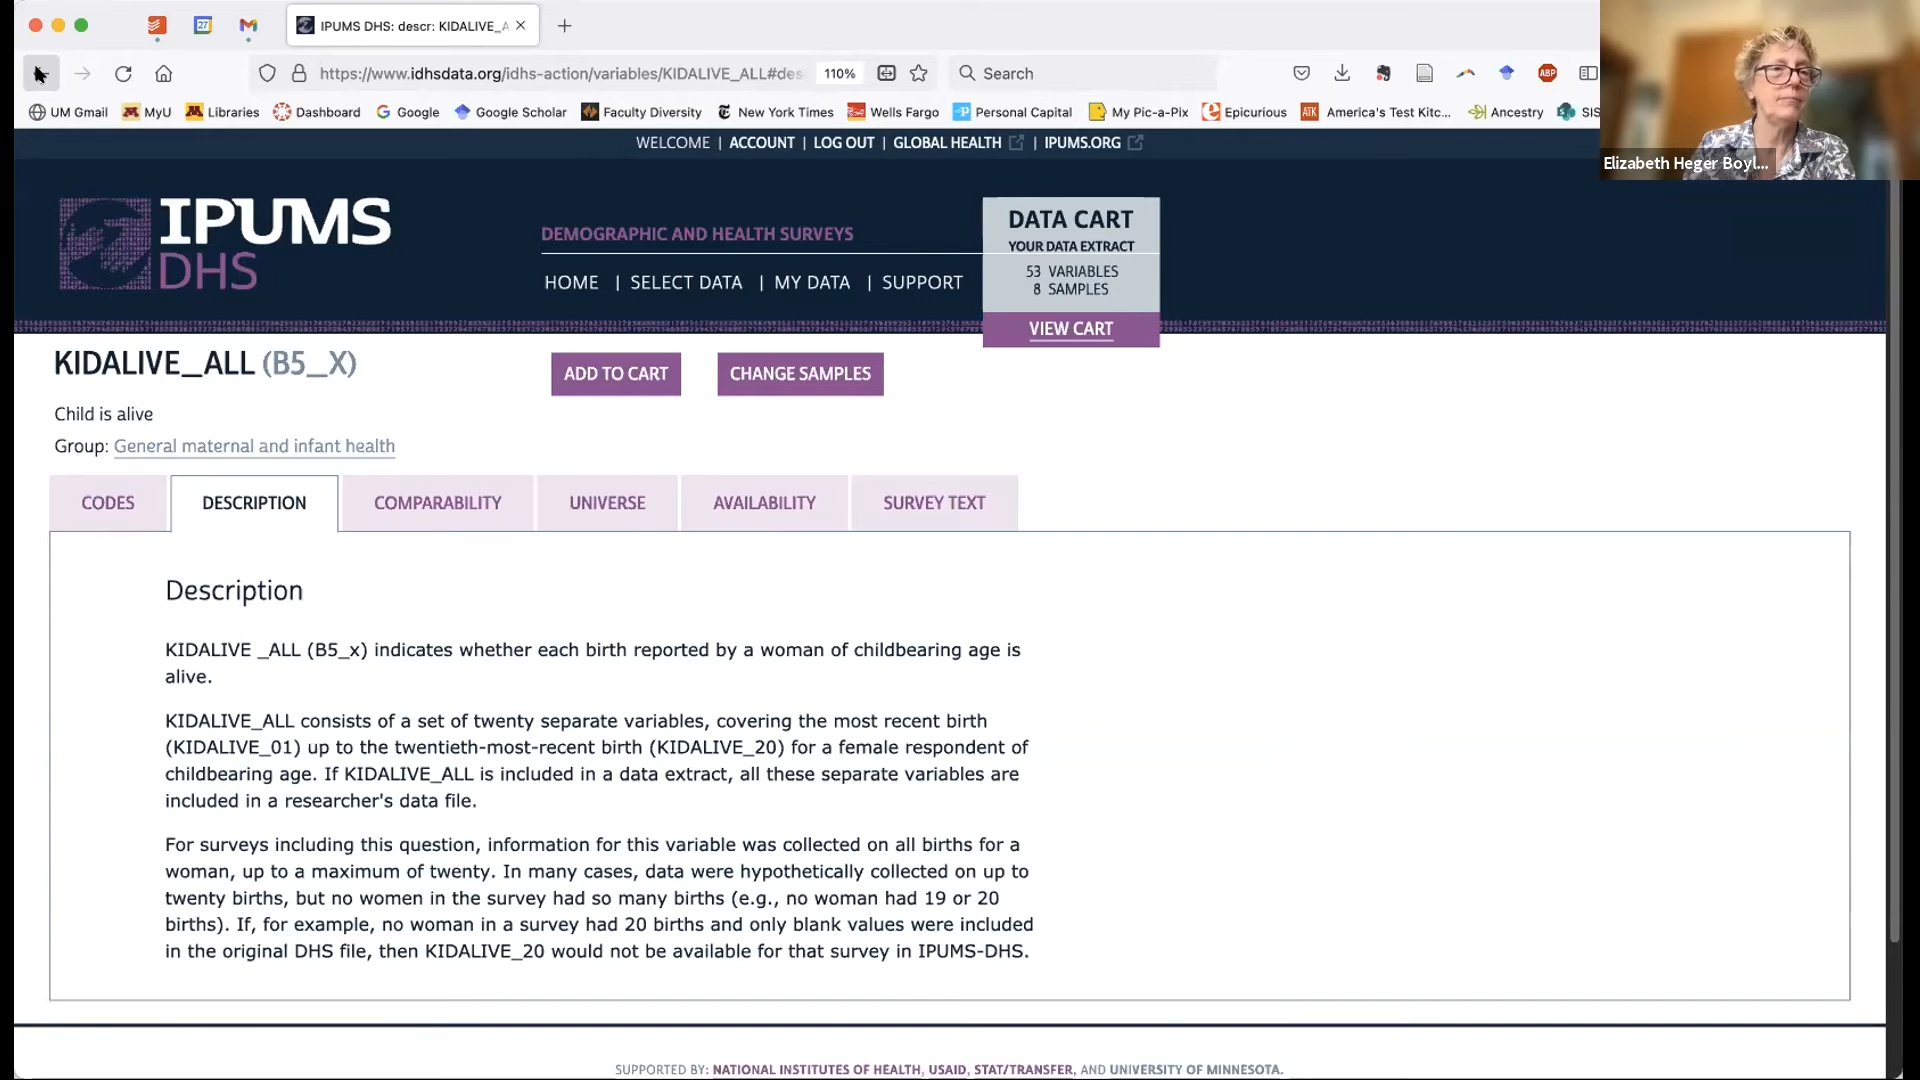 27
IPUMS DHS: descr: KIDALIVE_A
https://www.idhsdata.org/idhs-action/variables/KIDALIVE_ALL#des
110%
Search
ABP
UM Gmail
MyU
Libraries
Dashboard
Google
Google Scholar
Faculty Diversity
New York Times
Wells Fargo
Personal Capital
My Pic-a-Pix
Epicurious
ATK
America's Test Kitc...
Ancestry
SIS
Elizabeth Heger Boyl...
WELCOME | ACCOUNT | LOG OUT | GLOBAL HEALTH | IPUMS.ORG
IPUMS
DHS
DEMOGRAPHIC AND HEALTH SURVEYS
HOME | SELECT DATA | MY DATA | SUPPORT
DATA CART
YOUR DATA EXTRACT
53 VARIABLES
8 SAMPLES
VIEW CART
KIDALIVE_ALL (B5_X)
ADD TO CART
CHANGE SAMPLES
Child is alive
Group: General maternal and infant health
CODES
DESCRIPTION
COMPARABILITY
UNIVERSE
AVAILABILITY
SURVEY TEXT
Description
KIDALIVE _ALL (B5_x) indicates whether each birth reported by a woman of childbearing age is
alive.
KIDALIVE_ALL consists of a set of twenty separate variables, covering the most recent birth
(KIDALIVE_01) up to the twentieth-most-recent birth (KIDALIVE_20) for a female respondent of
childbearing age. If KIDALIVE_ALL is included in a data extract, all these separate variables are
included in a researcher's data file.
For surveys including this question, information for this variable was collected on all births for a
woman, up to a maximum of twenty. In many cases, data were hypothetically collected on up to
twenty births, but no women in the survey had so many births (e.g., no woman had 19 or 20
births). If, for example, no woman in a survey had 20 births and only blank values were included
in the original DHS file, then KIDALIVE_20 would not be available for that survey in IPUMS-DHS.
SUPPORTED BY: NATIONAL INSTITUTES OF HEALTH, USAID, STAT/TRANSFER, AND UNIVERSITY OF MINNESOTA.